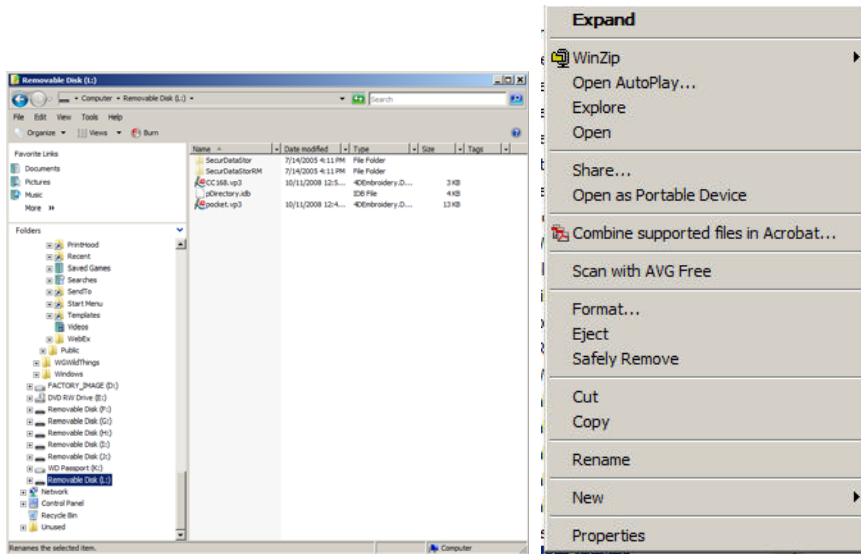 Removable Disk (L:)
Computer • Removable Disk (L:)
Search
File Edit View Tools Help
Organize Views Burn
Favorite Links
Documents
Pictures
Music
More »
Folders
PrintHood
Recent
Saved Games
Searches
SendTo
Start Menu
Templates
Videos
WebEx
Public
WGWildThings
Windows
FACTORY_IMAGE (D:)
DVD RW Drive (E:)
Removable Disk (F:)
Removable Disk (G:)
Removable Disk (H:)
Removable Disk (I:)
Removable Disk (J:)
WD Passport (K:)
Removable Disk (L:)
Network
Control Panel
Recycle Bin
Unused
Name Date modified Type Size Tags
SecurDataStor 7/14/2005 4:11 PM File Folder
SecurDataStorRM 7/14/2005 4:11 PM File Folder
CC168.vp3 10/11/2008 12:5... 4DEmbroidery.D... 3 KB
pDirectory.idb IDB File 4 KB
pocket.vp3 10/11/2008 12:4... 4DEmbroidery.D... 13 KB
Renames the selected item.
Computer
Expand
WinZip
Open AutoPlay...
Explore
Open
Share...
Open as Portable Device
Combine supported files in Acrobat...
Scan with AVG Free
Format...
Eject
Safely Remove
Cut
Copy
Rename
New
Properties